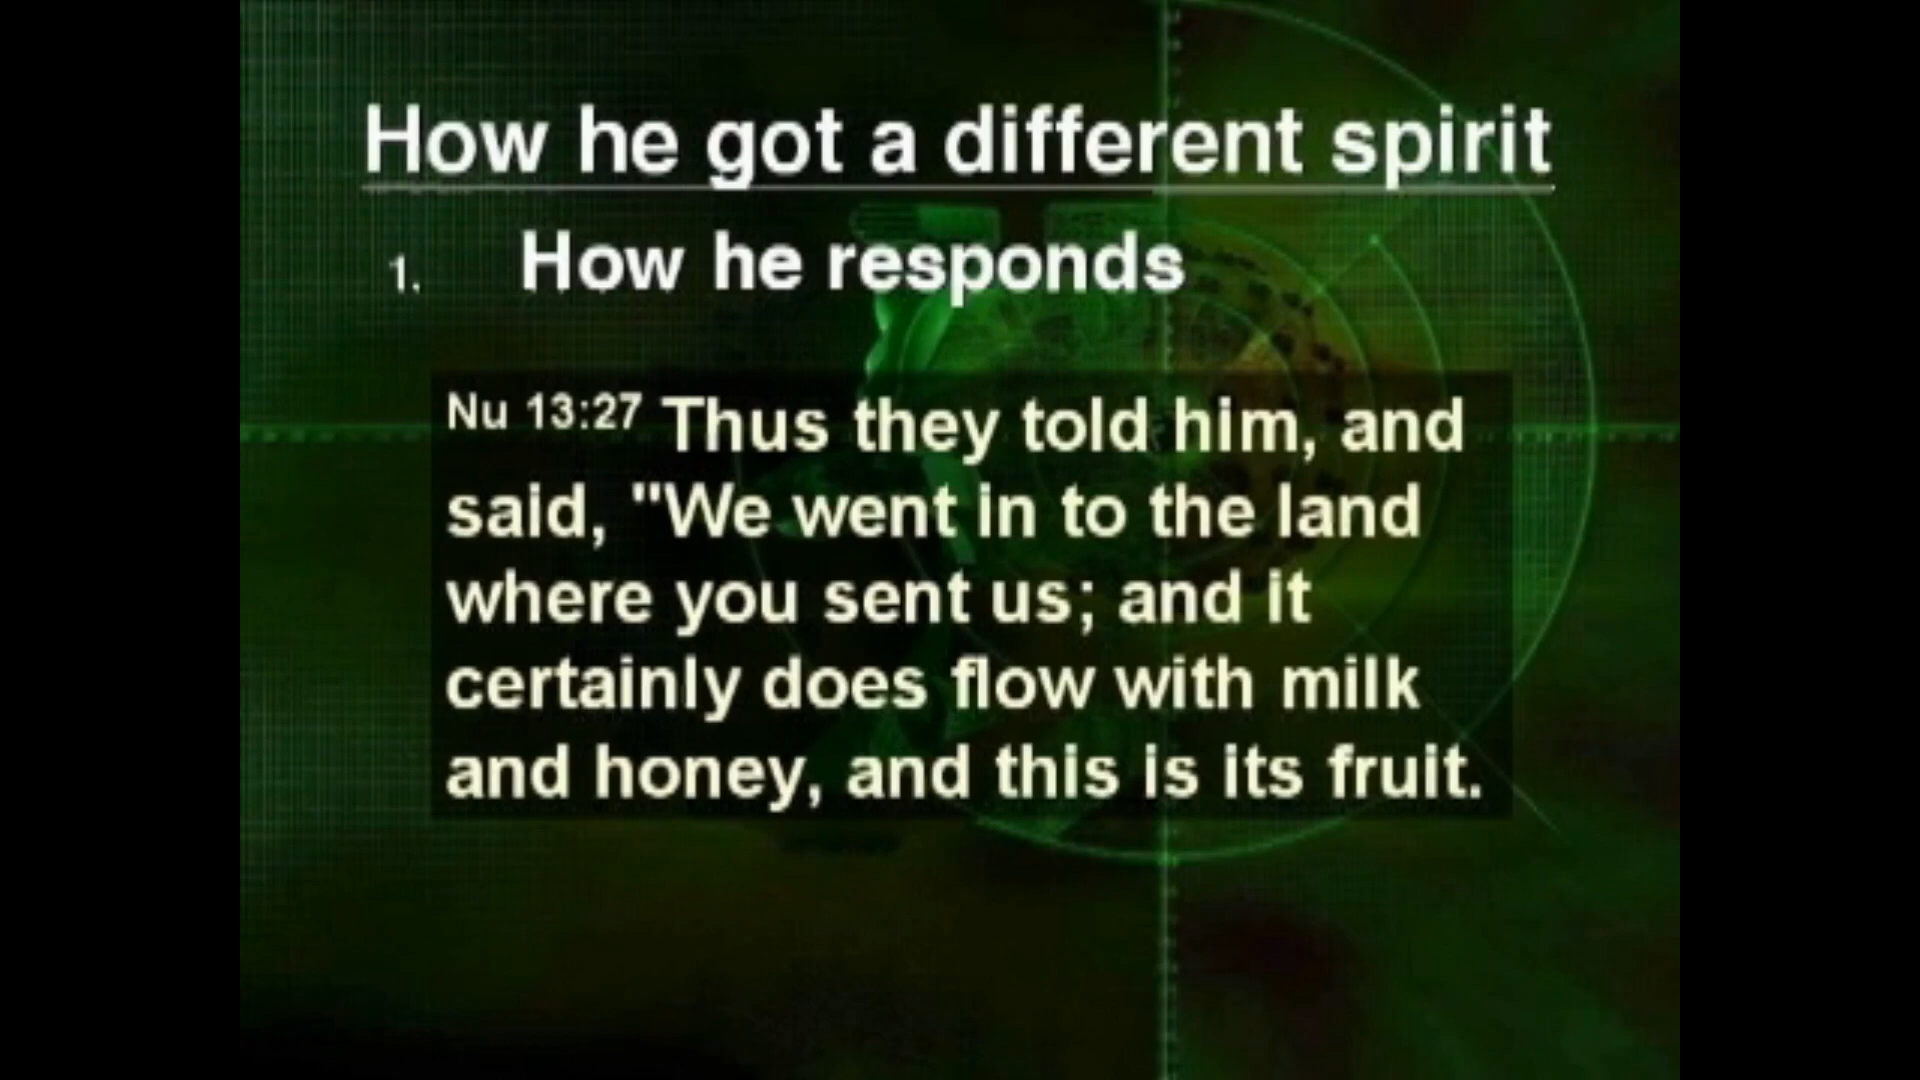 How he got a different spirit
1. How he responds
Nu 13:27 Thus they told him, and
said, "We went in to the land
where you sent us; and it
certainly does flow with milk
and honey, and this is its fruit.